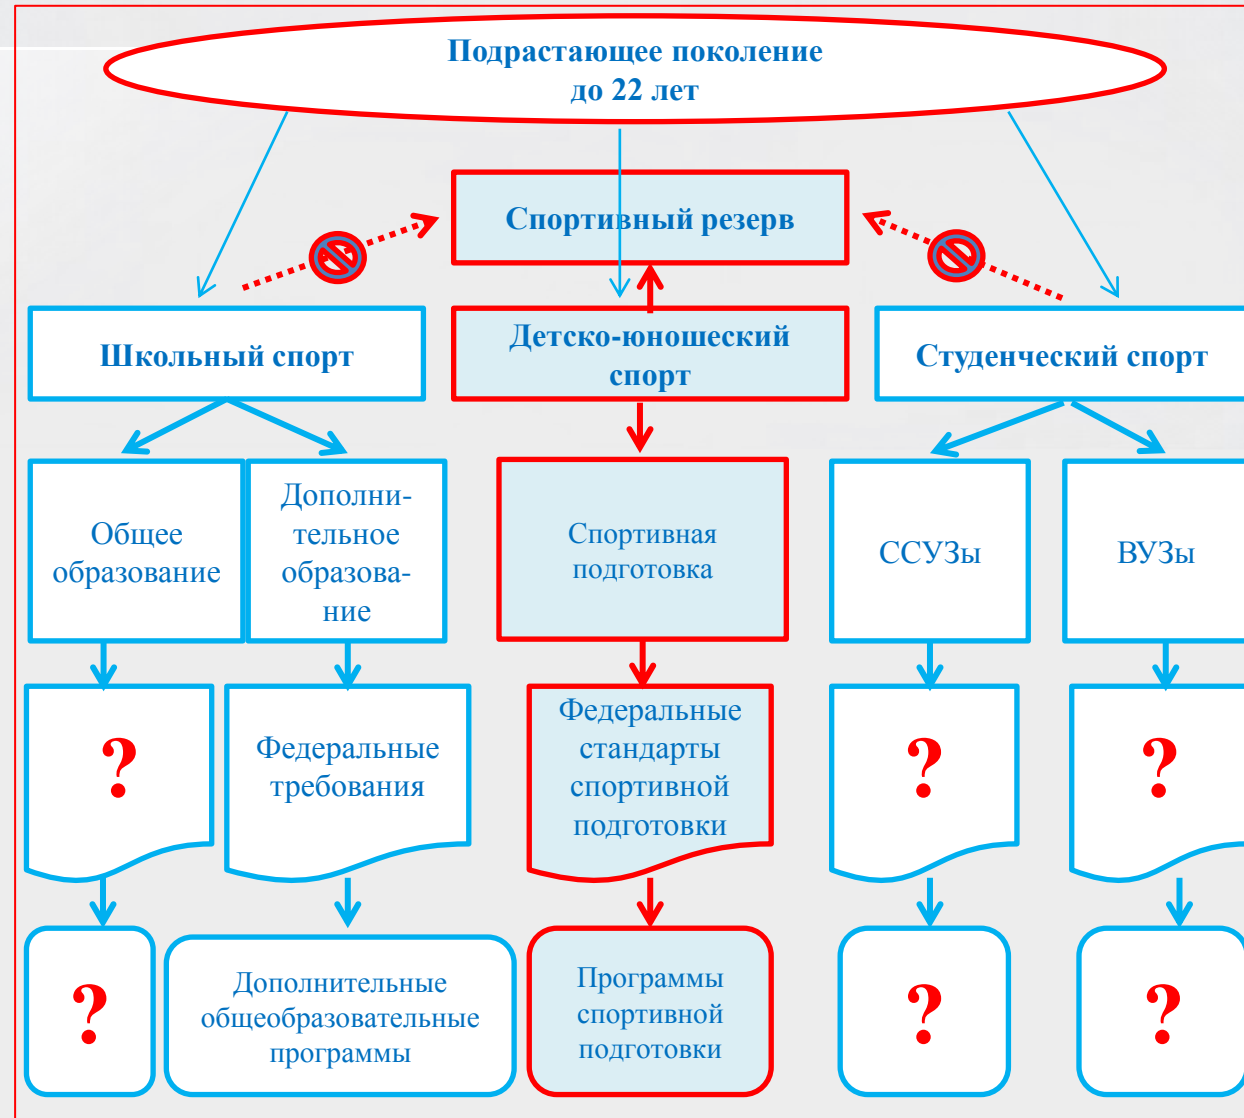 Подрастающее поколение
до 22 лет
Спортивный резерв
Школьный спорт
Детско-юношеский
спорт
Студенческий спорт
Общее
образование
Дополни-
тельное
образова-
ние
Спортивная
подготовка
ССУЗы
ВУЗы
?
Федеральные
требования
Федеральные
стандарты
спортивной
подготовки
?
?
?
Дополнительные
общеобразовательные
программы
Программы
спортивной
подготовки
?
?